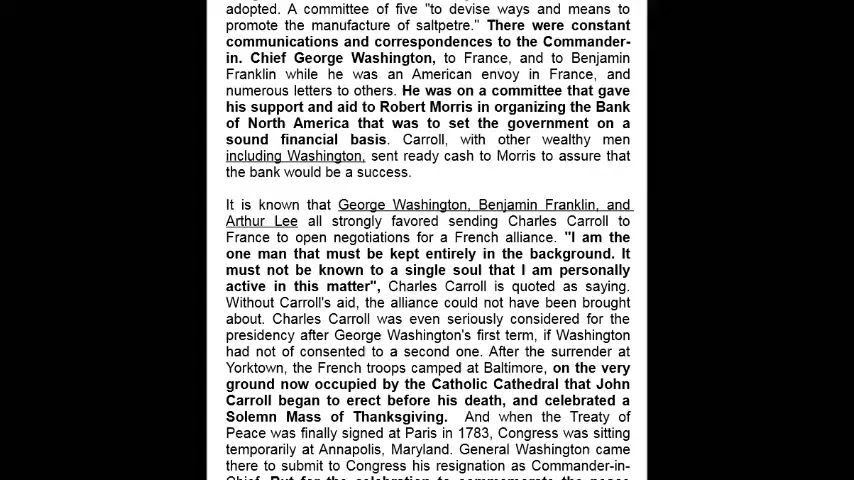 adopted. A committee of five "to devise ways and means to
promote the manufacture of saltpetre." There were constant
communications and correspondences to the Commander-
in. Chief George Washington, to France, and to Benjamin
Franklin while he was an American envoy in France, and
numerous letters to others. He was on a committee that gave
his support and aid to Robert Morris in organizing the Bank
of North America that was to set the government on a
sound financial basis. Carroll, with other wealthy men
including Washington, sent ready cash to Morris to assure that
the bank would be a success.
It is known that George Washington, Benjamin Franklin, and
Arthur Lee all strongly favored sending Charles Carroll to
France to open negotiations for a French alliance. "I am the
one man that must be kept entirely in the background. It
must not be known to a single soul that I am personally
active in this matter", Charles Carroll is quoted as saying.
Without Carroll's aid, the alliance could not have been brought
about. Charles Carroll was even seriously considered for the
presidency after George Washington's first term, if Washington
had not of consented to a second one. After the surrender at
Yorktown, the French troops camped at Baltimore, on the very
ground now occupied by the Catholic Cathedral that John
Carroll began to erect before his death, and celebrated a
Solemn Mass of Thanksgiving. And when the Treaty of
Peace was finally signed at Paris in 1783, Congress was sitting
temporarily at Annapolis, Maryland. General Washington came
there to submit to Congress his resignation as Commander-in-
Chief. But for the celebration to commemorate the peace